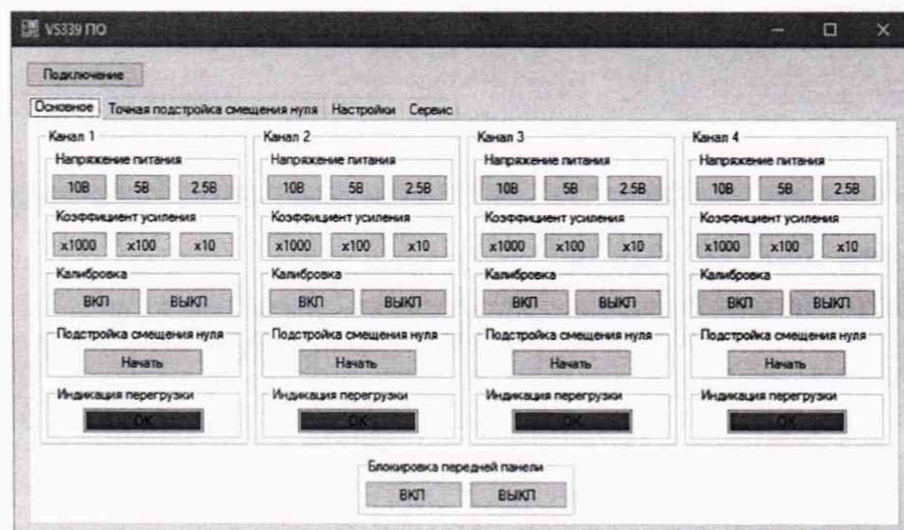 VS339 ПО
Подключение
Основное Точная подстройка смещения нуля Настройки Сервис
Канал 1 Канал 2 Канал 3 Канал 4
Напряжение питания Напряжение питания Напряжение питания Напряжение питания
10В 5В 2.5В 10В 5В 2.5В 10В 5В 2.5В 10В 5В 2.5В
Коэффициент усиления Коэффициент усиления Коэффициент усиления Коэффициент усиления
x1000 x100 x10 x1000 x100 x10 x1000 x100 x10 x1000 x100 x10
Калибровка Калибровка Калибровка Калибровка
ВКЛ ВЫКЛ ВКЛ ВЫКЛ ВКЛ ВЫКЛ ВКЛ ВЫКЛ
Подстройка смещения нуля Подстройка смещения нуля Подстройка смещения нуля Подстройка смещения нуля
Начать Начать Начать Начать
Индикация перегрузки Индикация перегрузки Индикация перегрузки Индикация перегрузки
OK OK OK OK
Блокировка передней панели
ВКЛ ВЫКЛ